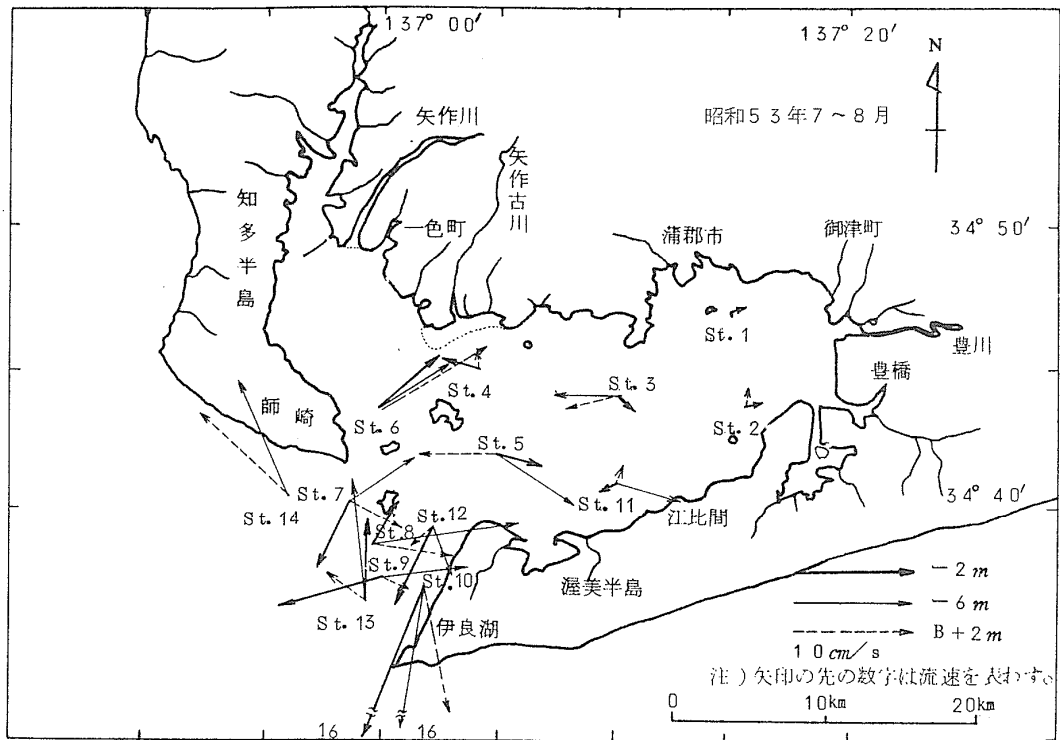 137° 00′
137° 20′
N
昭和53年7～8月
矢作川
矢作古川
知多半島
一色町
蒲郡市
御津町
34° 50′
St.1
豊川
豊橋
St.3
St.4
師崎
St.2
St.6
St.5
St.7
St.11
34° 40′
St.14
江比間
St.12
St.8
St.9
St.10
渥美半島
－2m
－6m
St.13
伊良湖
B＋2m
10cm/s
注）矢印の先の数字は流速を表わす。
0 10km 20km
16 16